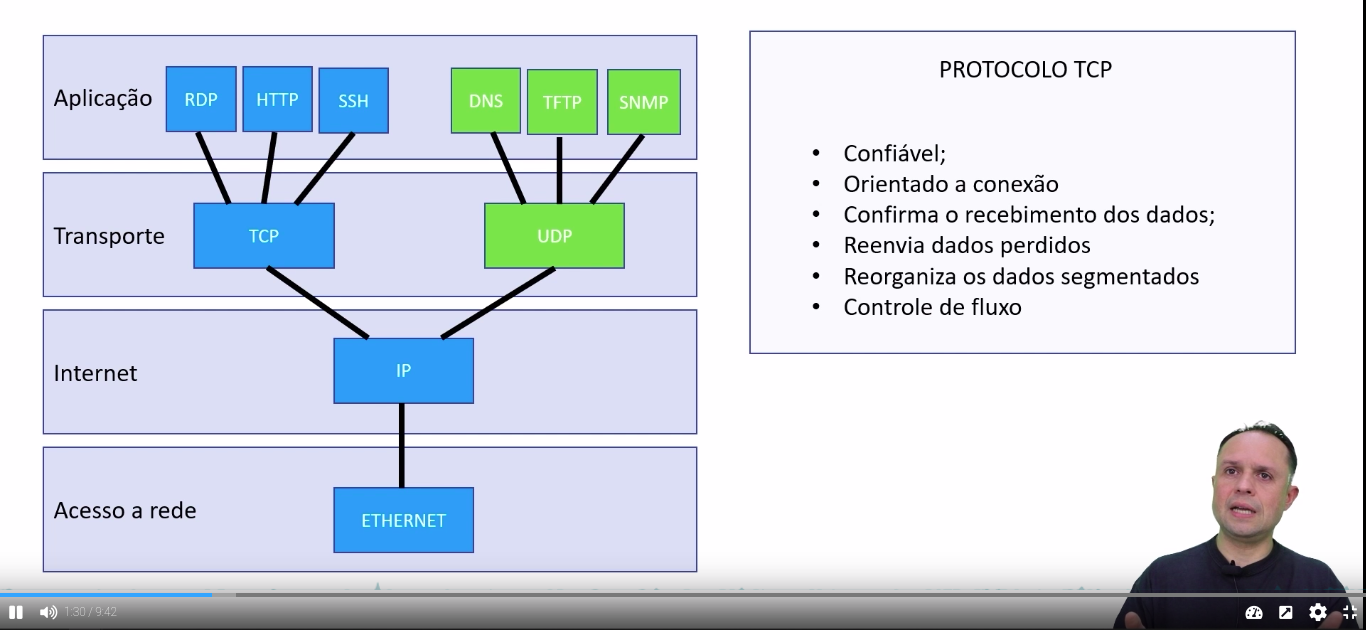 Aplicação
RDP
HTTP
SSH
DNS
TFTP
SNMP
Transporte
TCP
UDP
Internet
IP
Acesso a rede
ETHERNET
PROTOCOLO TCP
• Confiável;
• Orientado a conexão
• Confirma o recebimento dos dados;
• Reenvia dados perdidos
• Reorganiza os dados segmentados
• Controle de fluxo
1:30 / 9:42